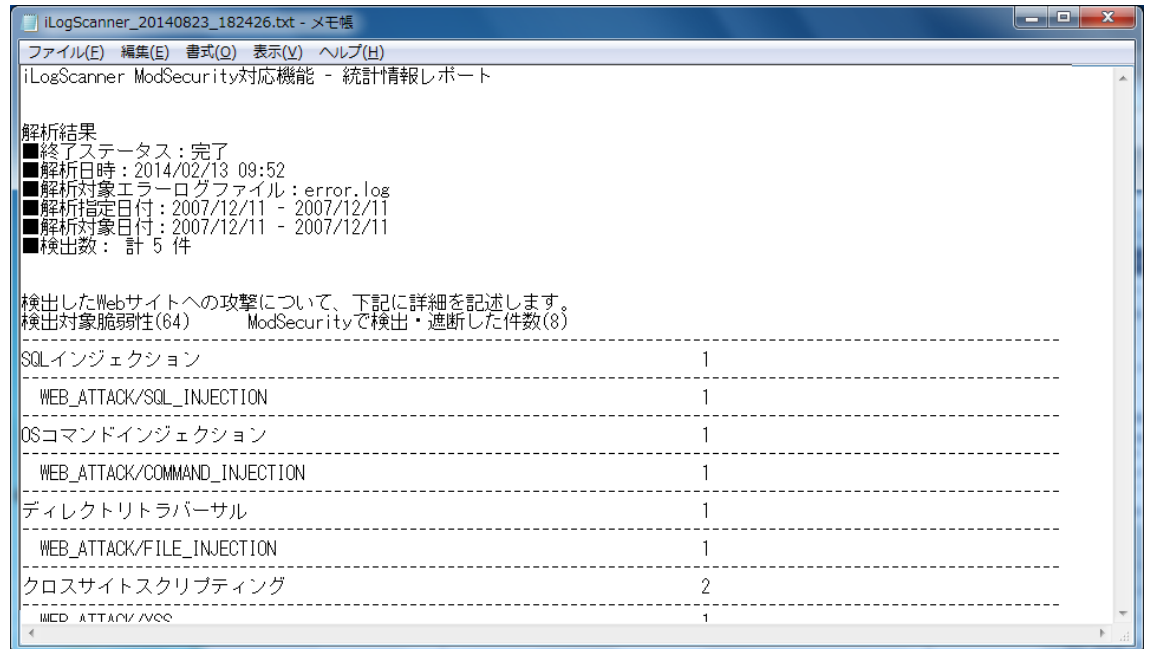 iLogScanner_20140823_182426.txt - メモ帳
ファイル(F) 編集(E) 書式(O) 表示(V) ヘルプ(H)
iLogScanner ModSecurity対応機能 - 統計情報レポート
解析結果
■終了ステータス：完了
■解析日時：2014/02/13 09:52
■解析対象エラーログファイル：error.log
■解析指定日付：2007/12/11 - 2007/12/11
■解析対象日付：2007/12/11 - 2007/12/11
■検出数： 計 5 件
検出したWebサイトへの攻撃について、下記に詳細を記述します。
検出対象脆弱性(64) ModSecurityで検出・遮断した件数(8)
SQLインジェクション 1
WEB_ATTACK/SQL_INJECTION 1
OSコマンドインジェクション 1
WEB_ATTACK/COMMAND_INJECTION 1
ディレクトリトラバーサル 1
WEB_ATTACK/FILE_INJECTION 1
クロスサイトスクリプティング 2
WEB_ATTACK/XSS 1